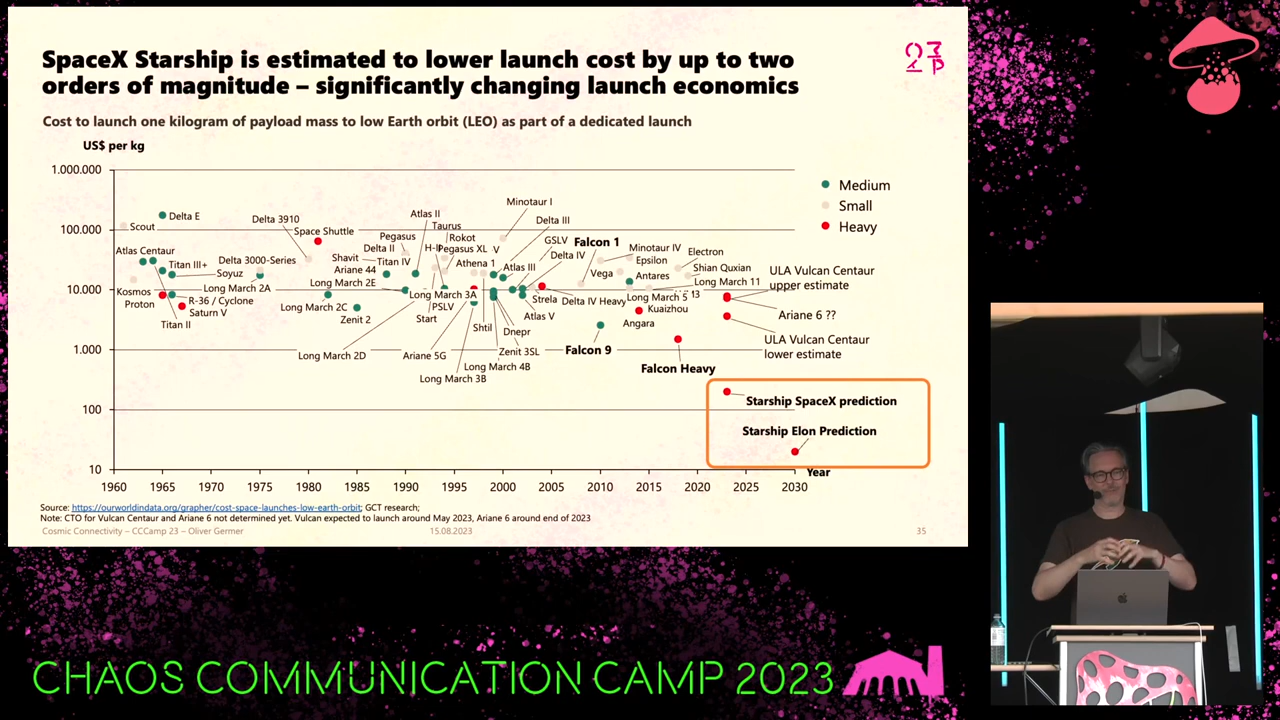 SpaceX Starship is estimated to lower launch cost by up to two
orders of magnitude – significantly changing launch economics
Cost to launch one kilogram of payload mass to low Earth orbit (LEO) as part of a dedicated launch
US$ per kg
1.000.000
100.000
10.000
1.000
100
10
Medium
Small
Heavy
Minotaur I
Delta E
Scout
Delta 3910
Space Shuttle
Atlas II
Taurus
Delta III
Pegasus
Rokot
GSLV
Falcon 1
Atlas Centaur
Delta II
Pegasus XL
V
Delta IV
Minotaur IV
Electron
Titan III+
Delta 3000-Series
Shavit
Titan IV
Athena 1
Atlas III
Epsilon
Soyuz
Ariane 44
Vega
Antares
Shian Quxian
ULA Vulcan Centaur
upper estimate
Kosmos
Long March 2A
Long March 2E
Long March 3A
Strela
Delta IV Heavy
Long March 5
13
Long March 11
Proton
R-36 / Cyclone
Long March 2C
PSLV
Kuaizhou
Ariane 6 ??
Saturn V
Zenit 2
Start
Atlas V
Angara
Titan II
Shtil
Dnepr
ULA Vulcan Centaur
lower estimate
Long March 2D
Ariane 5G
Zenit 3SL
Falcon 9
Long March 4B
Falcon Heavy
Long March 3B
Starship SpaceX prediction
Starship Elon Prediction
Year
1960 1965 1970 1975 1980 1985 1990 1995 2000 2005 2010 2015 2020 2025 2030
Source: https://ourworldindata.org/grapher/cost-space-launches-low-earth-orbit; GCT research;
Note: CTO for Vulcan Centaur and Ariane 6 not determined yet. Vulcan expected to launch around May 2023, Ariane 6 around end of 2023
Cosmic Connectivity – CCCamp 23 – Oliver Germer 15.08.2023 35
CHAOS COMMUNICATION CAMP 2023